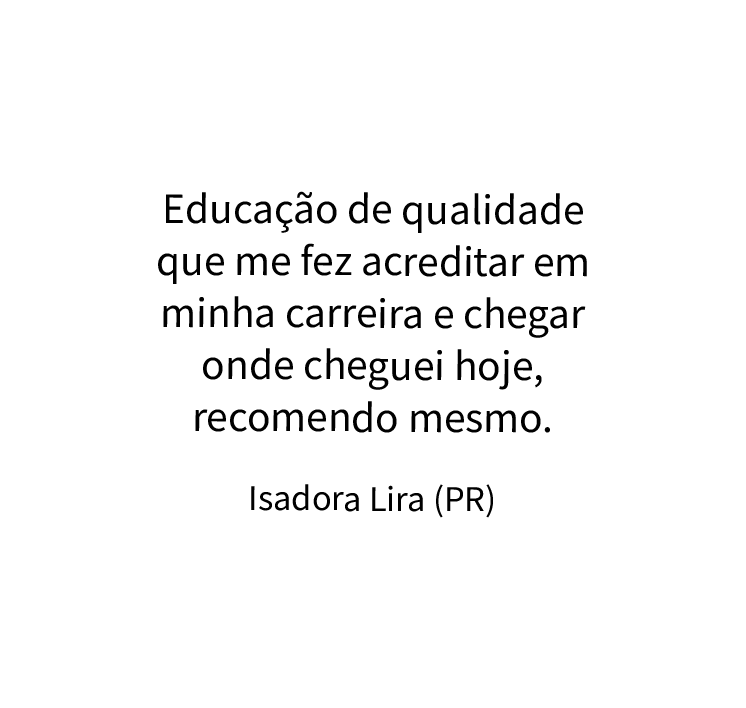 Educação de qualidade
que me fez acreditar em
minha carreira e chegar
onde cheguei hoje,
recomendo mesmo.
Isadora Lira (PR)